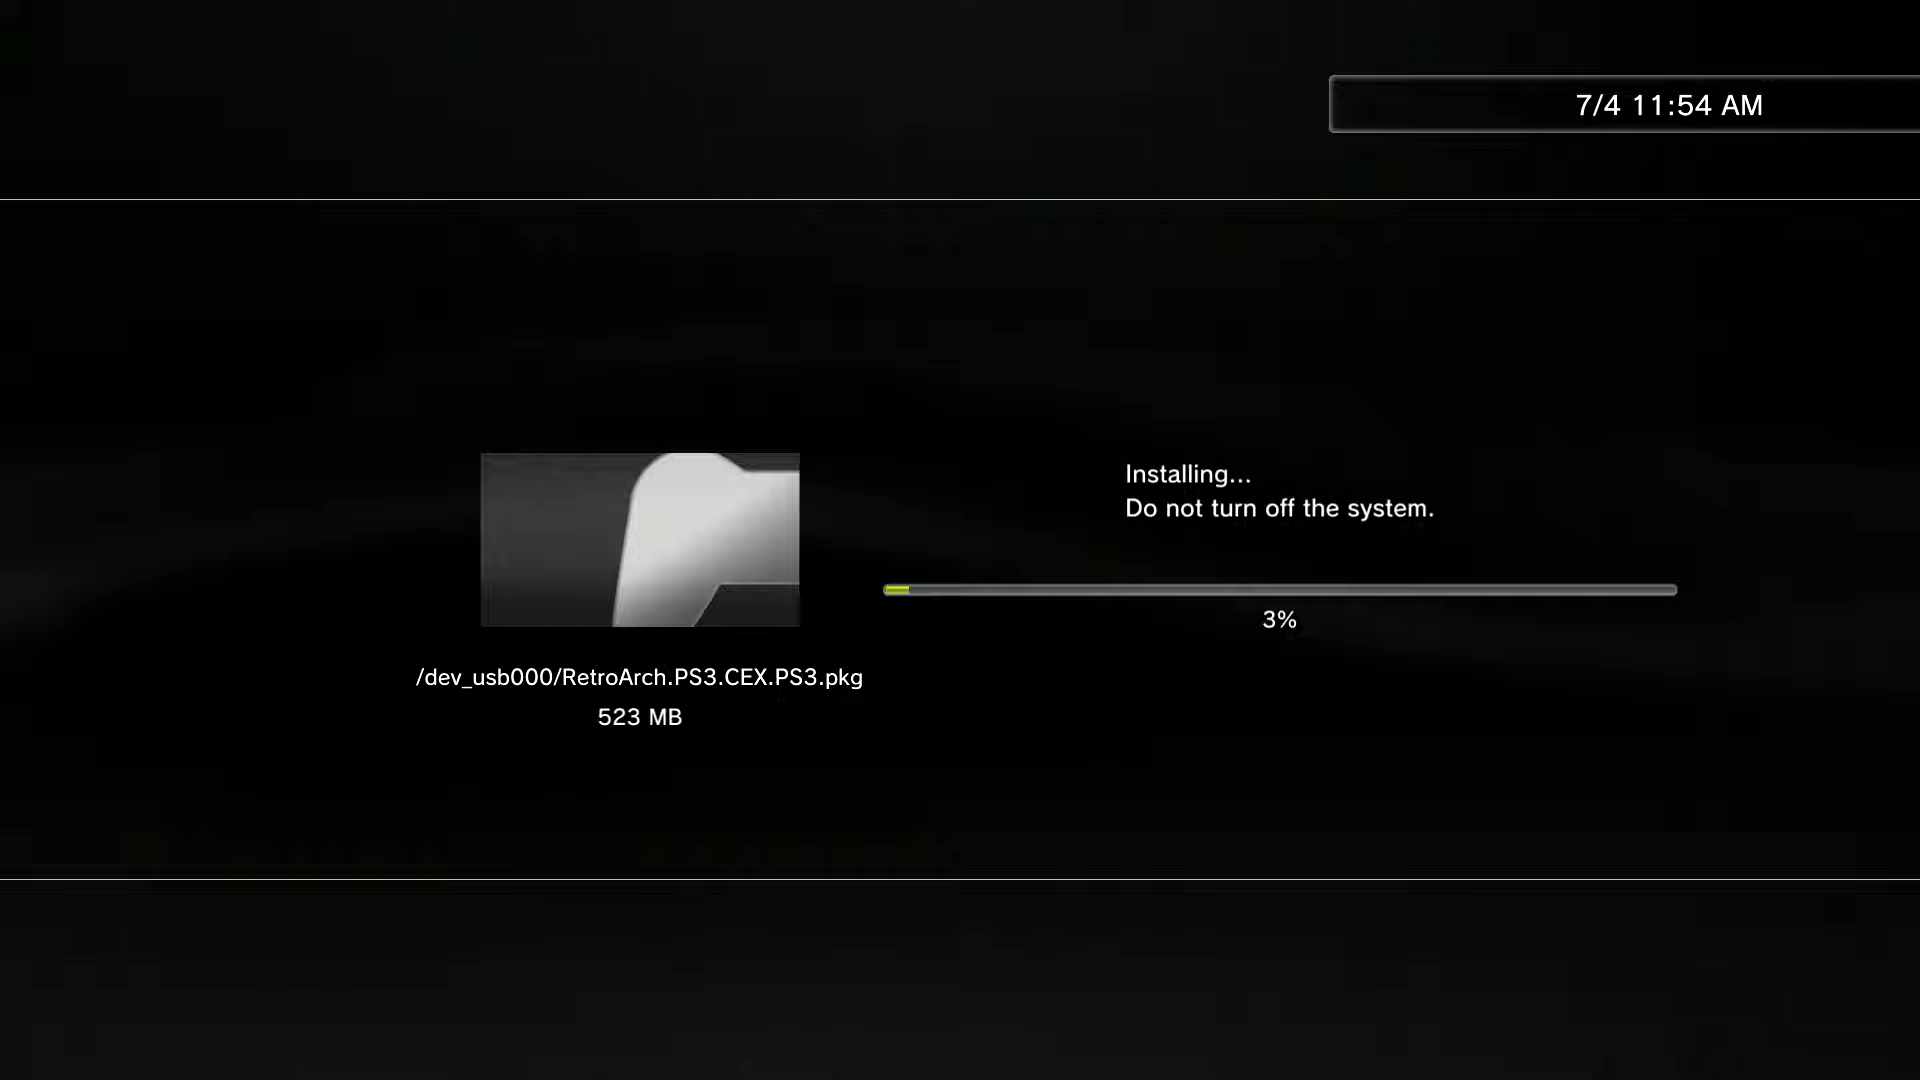 7/4 11:54 AM
Installing...
Do not turn off the system.
3%
/dev_usb000/RetroArch.PS3.CEX.PS3.pkg
523 MB